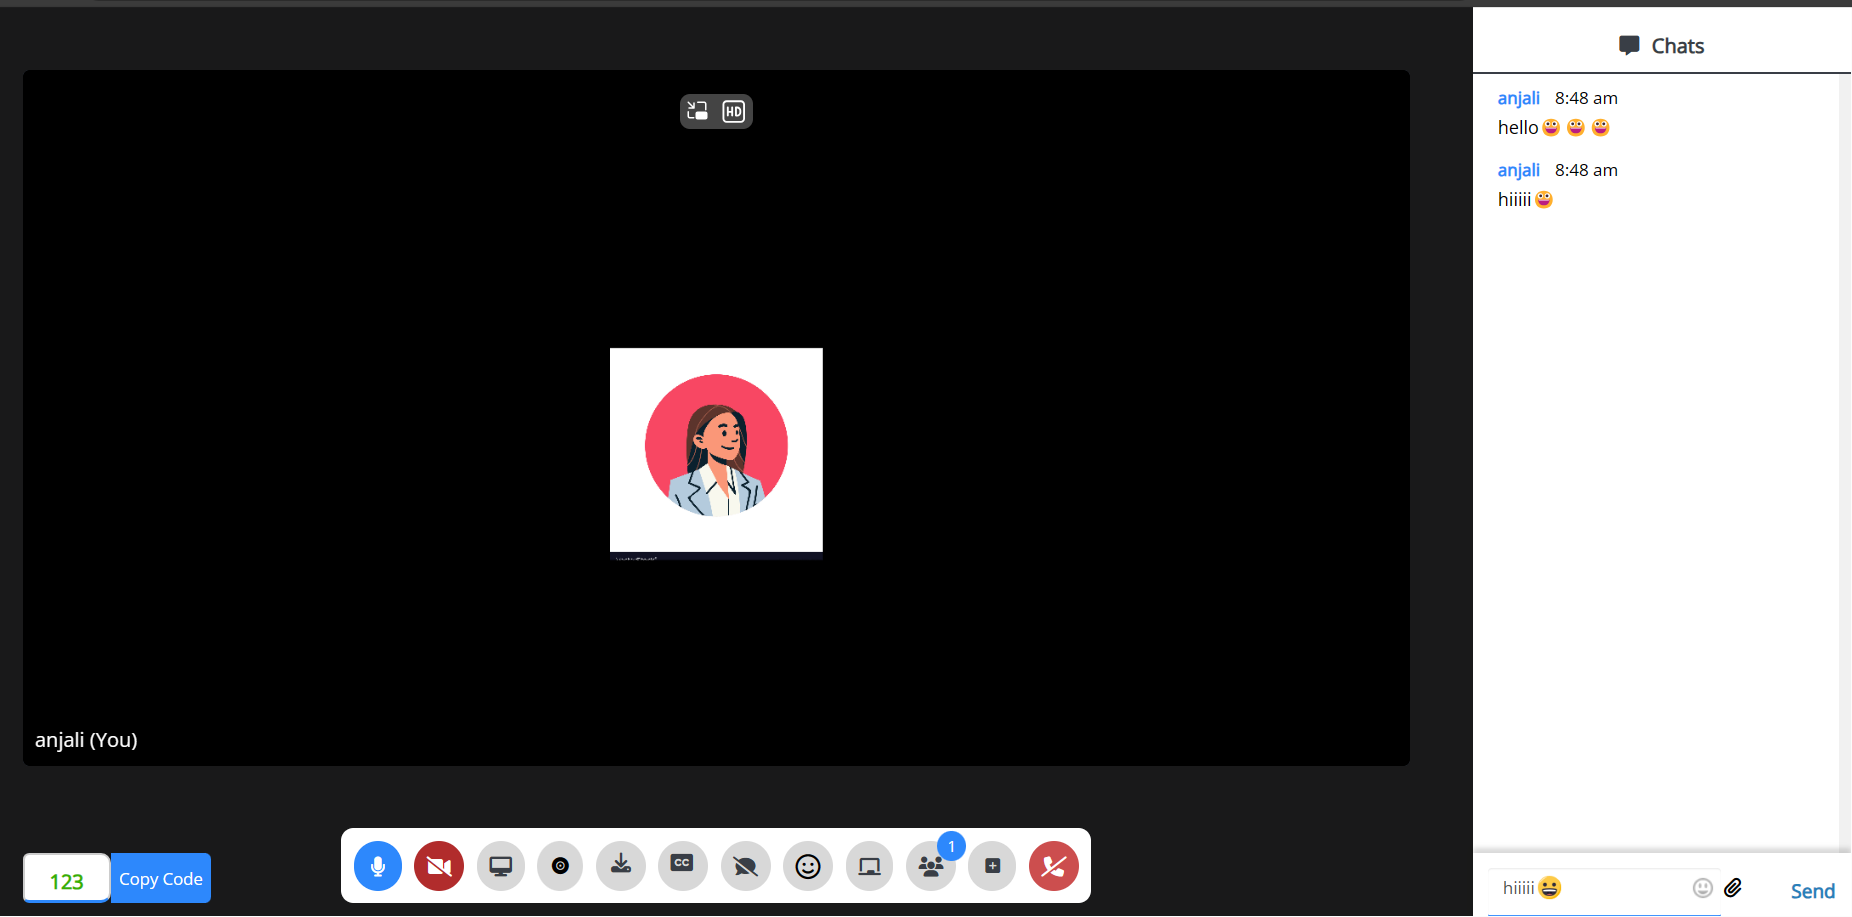 HD
anjali (You)
123
Copy Code
CC
1
Chats
anjali 8:48 am
hello😀 😀 😀
anjali 8:48 am
hiiiii😀
hiiiii😀
Send